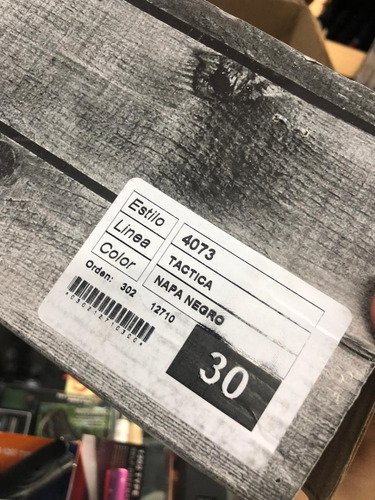 Estilo 4073
Linea TACTICA
Color NAPA NEGRO
Orden: 302 12710
30